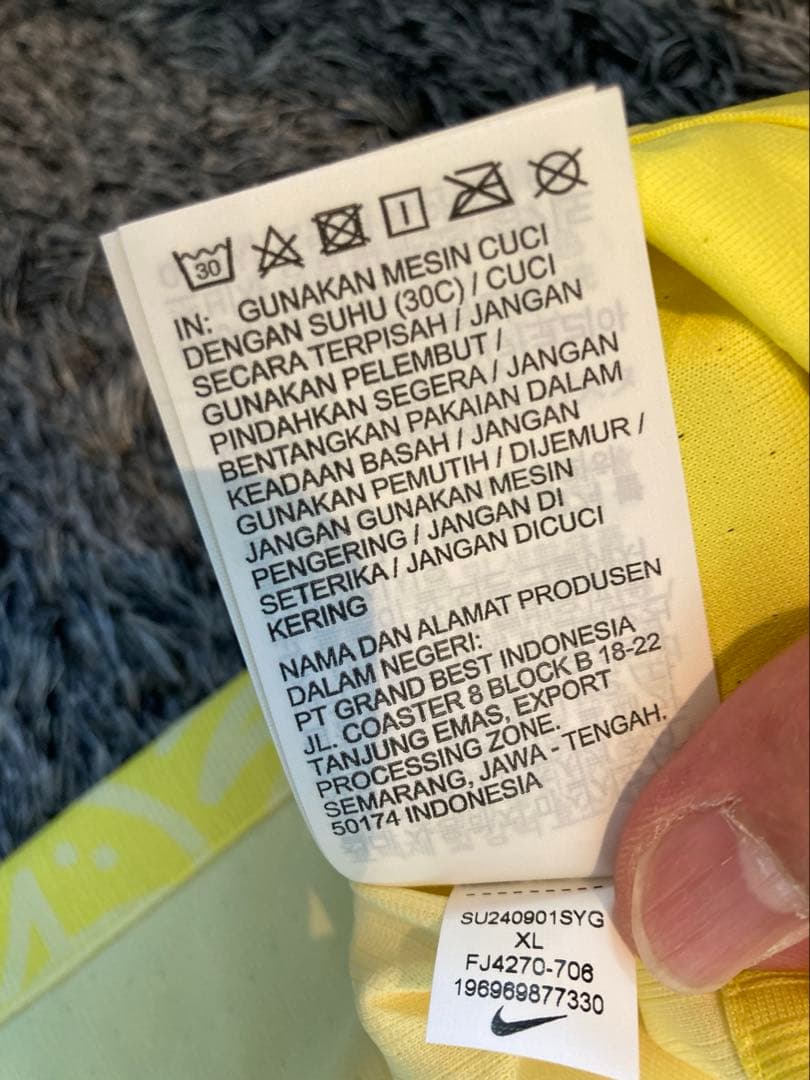 30
IN: GUNAKAN MESIN CUCI
DENGAN SUHU (30C) / CUCI
SECARA TERPISAH / JANGAN
GUNAKAN PELEMBUT /
PINDAHKAN SEGERA / JANGAN
BENTANGKAN PAKAIAN DALAM
KEADAAN BASAH / JANGAN
GUNAKAN PEMUTIH / DIJEMUR /
JANGAN GUNAKAN MESIN
PENGERING / JANGAN DI
SETERIKA / JANGAN DICUCI
KERING
NAMA DAN ALAMAT PRODUSEN
DALAM NEGERI:
PT GRAND BEST INDONESIA
JL. COASTER 8 BLOCK B 18-22
TANJUNG EMAS, EXPORT
PROCESSING ZONE.
SEMARANG, JAWA - TENGAH.
50174 INDONESIA
SU240901SYG
XL
FJ4270-706
196969877330